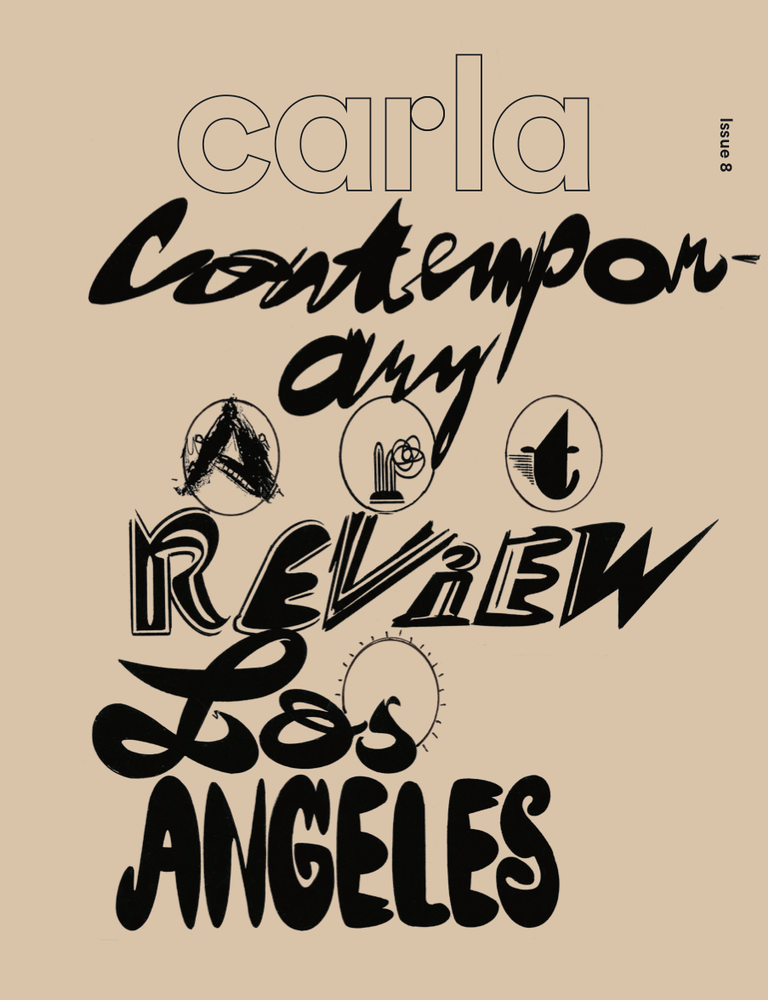 carla
Issue 8
Contempor-
ary
Art
REViEW
Los
ANGELES